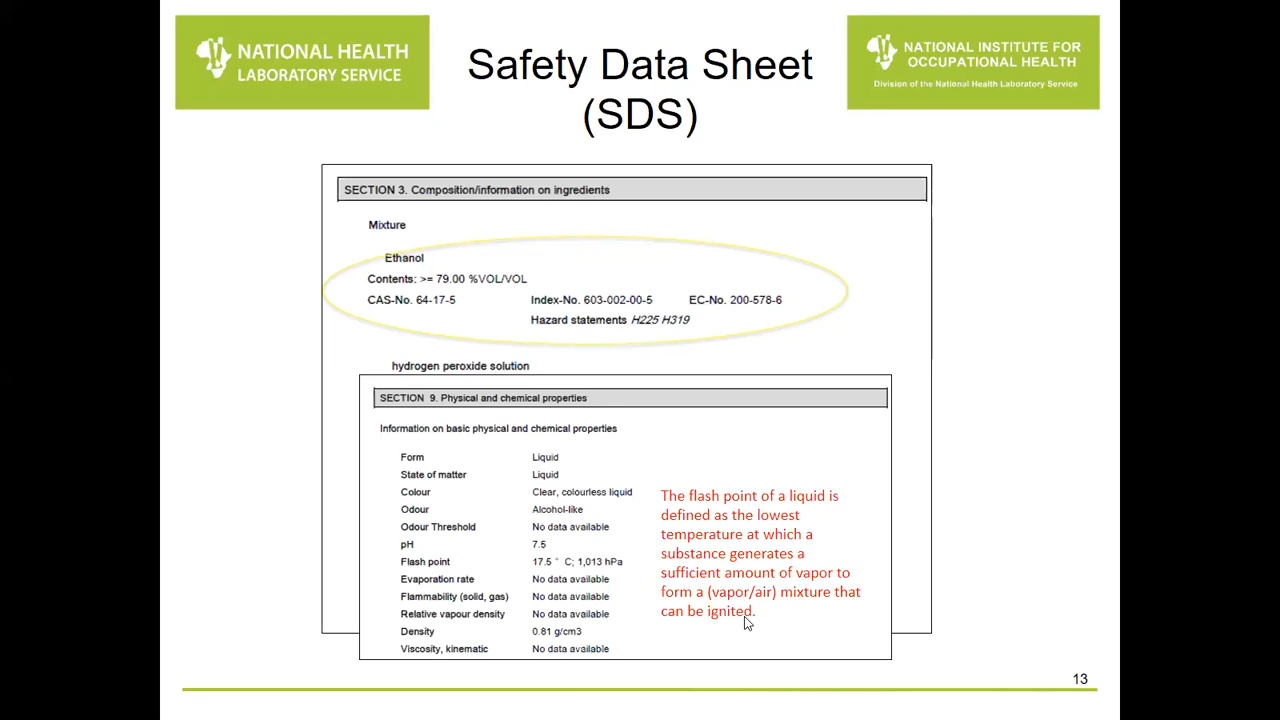 NATIONAL HEALTH
LABORATORY SERVICE
Safety Data Sheet
(SDS)
NATIONAL INSTITUTE FOR
OCCUPATIONAL HEALTH
Division of the National Health Laboratory Service
SECTION 3. Composition/information on ingredients
Mixture
Ethanol
Contents: >= 79.00 %VOL/VOL
CAS-No. 64-17-5 Index-No. 603-002-00-5 EC-No. 200-578-6
Hazard statements H225 H319
hydrogen peroxide solution
SECTION 9. Physical and chemical properties
Information on basic physical and chemical properties
Form Liquid
State of matter Liquid
Colour Clear, colourless liquid
Odour Alcohol-like
Odour Threshold No data available
pH 7.5
Flash point 17.5 ° C; 1,013 hPa
Evaporation rate No data available
Flammability (solid, gas) No data available
Relative vapour density No data available
Density 0.81 g/cm3
Viscosity, kinematic No data available
The flash point of a liquid is
defined as the lowest
temperature at which a
substance generates a
sufficient amount of vapor to
form a (vapor/air) mixture that
can be ignited.
13